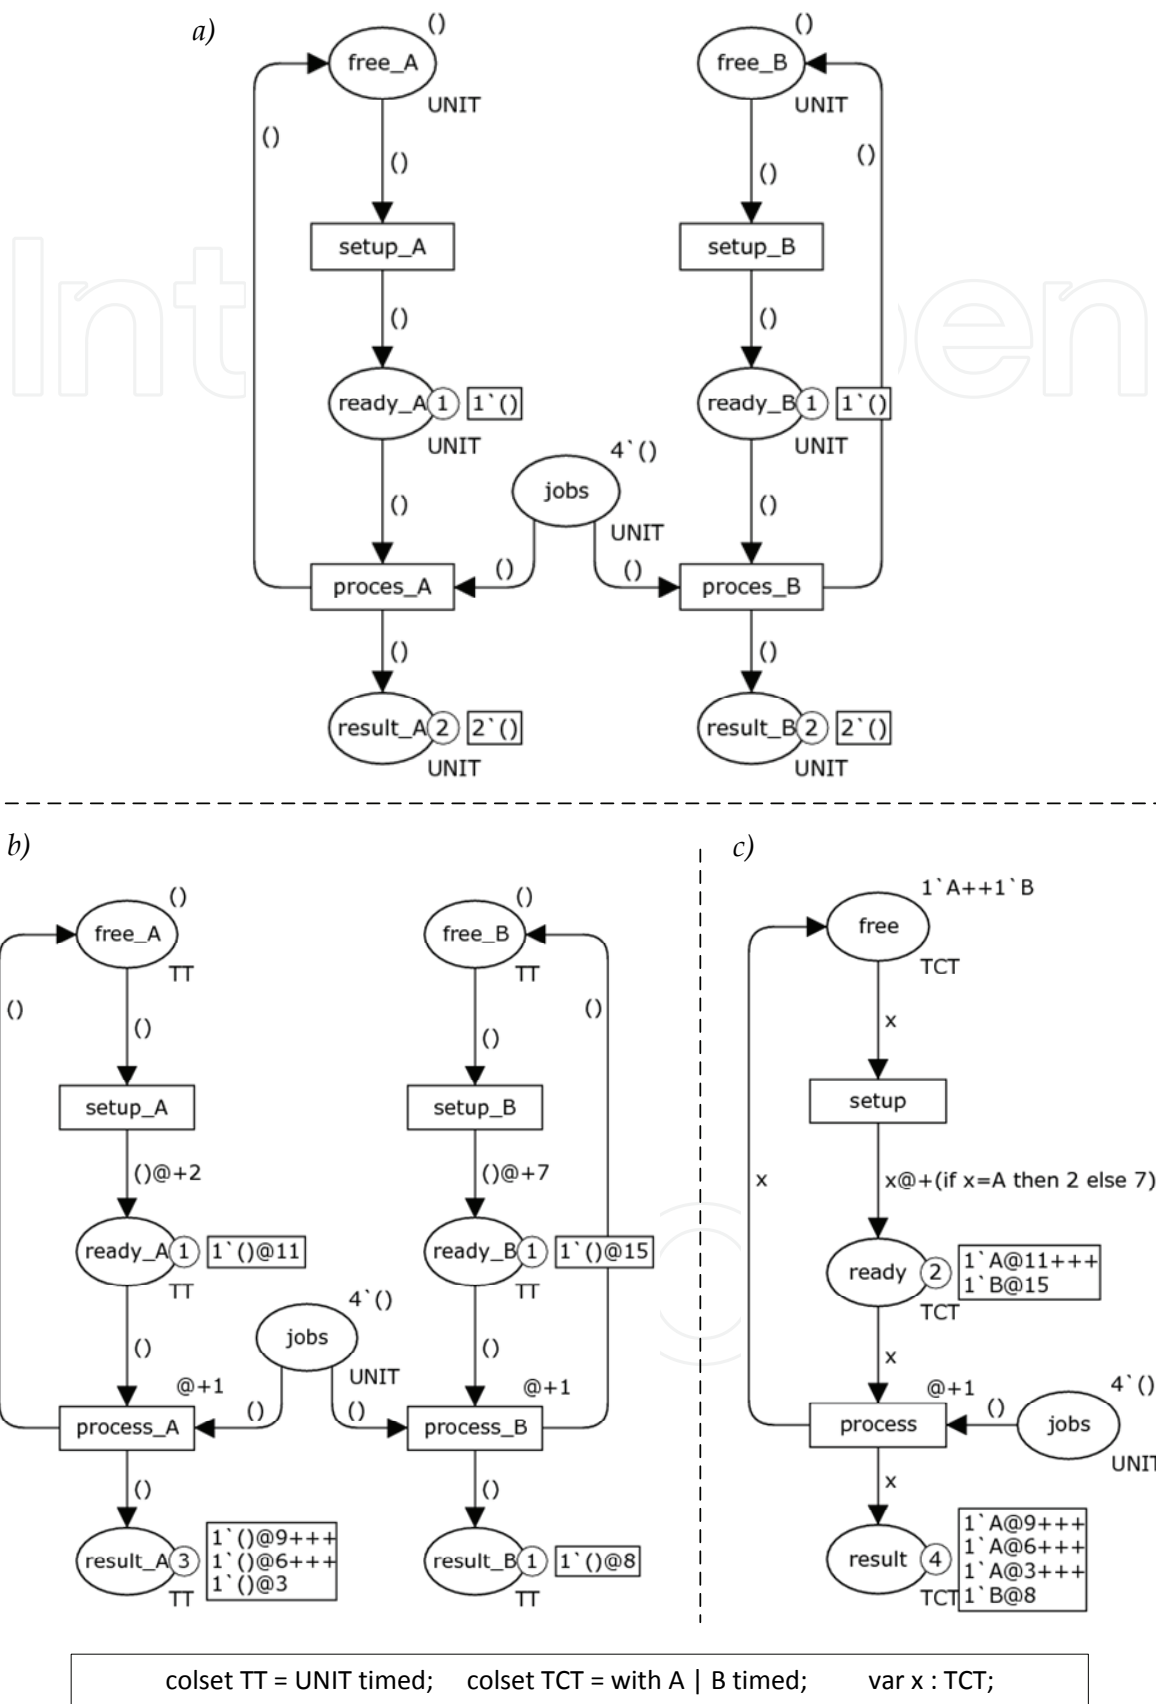 a)
() ()
free_A free_B
UNIT UNIT
() ()
() ()
setup_A setup_B
() ()
ready_A 1 1`() ready_B 1 1`()
UNIT UNIT
4`()
jobs
() ()
UNIT
() ()
proces_A proces_B
() ()
result_A 2 2`() result_B 2 2`()
UNIT UNIT
b) c)
() () 1`A++1`B
free_A free_B free
TT TT TCT
() ()
() () x
setup_A setup_B setup
()@+2 ()@+7 x x@+(if x=A then 2 else 7)
ready_A 1 1`()@11 ready_B 1 1`()@15 ready 2 1`A@11+++
1`B@15
TT TT TCT
4`()
jobs
() () x
UNIT
@+1 @+1 @+1 4`()
() () ()
process_A process_B process jobs
UNIT
() () x
result_A 3 1`()@9+++
1`()@6+++
1`()@3
TT
result_B 1 1`()@8
TT
result 4 1`A@9+++
1`A@6+++
1`A@3+++
1`B@8
TCT
colset TT = UNIT timed; colset TCT = with A | B timed; var x : TCT;